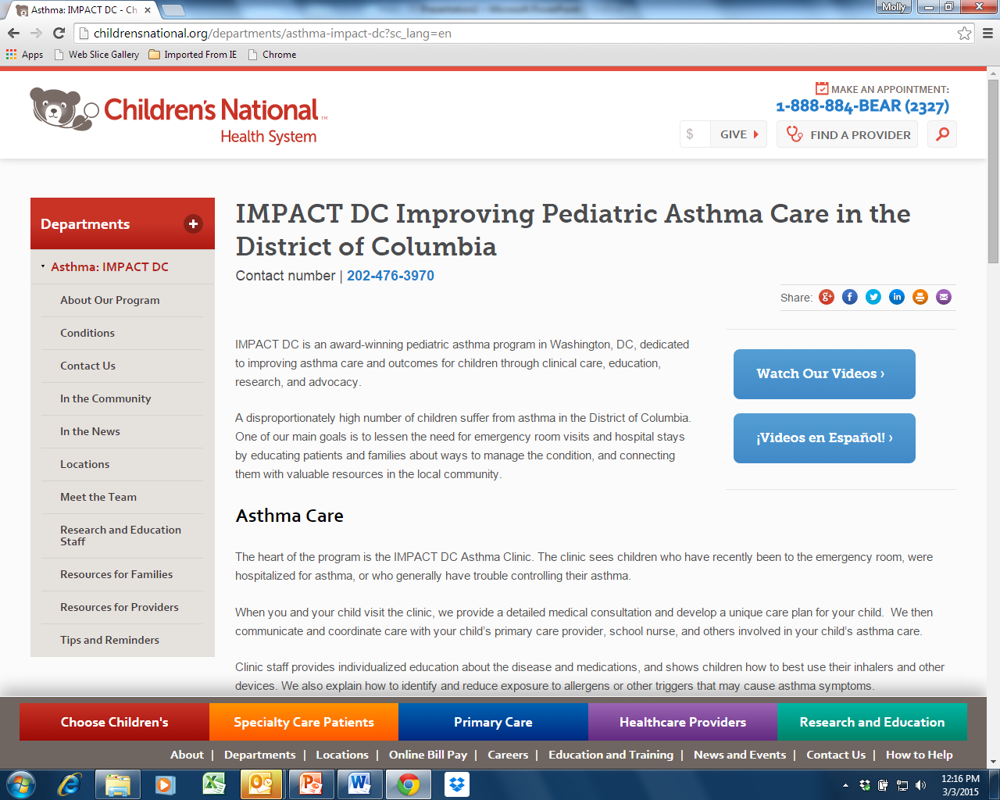 Asthma: IMPACT DC - Ch
Molly
childrensnational.org/departments/asthma-impact-dc?sc_lang=en
Apps Web Slice Gallery Imported From IE Chrome
Children's National ™
Health System
MAKE AN APPOINTMENT:
1-888-884-BEAR (2327)
$ GIVE FIND A PROVIDER
Departments
Asthma: IMPACT DC
About Our Program
Conditions
Contact Us
In the Community
In the News
Locations
Meet the Team
Research and Education
Staff
Resources for Families
Resources for Providers
Tips and Reminders
IMPACT DC Improving Pediatric Asthma Care in the
District of Columbia
Contact number | 202-476-3970
Share:
IMPACT DC is an award-winning pediatric asthma program in Washington, DC, dedicated
to improving asthma care and outcomes for children through clinical care, education,
research, and advocacy.
A disproportionately high number of children suffer from asthma in the District of Columbia.
One of our main goals is to lessen the need for emergency room visits and hospital stays
by educating patients and families about ways to manage the condition, and connecting
them with valuable resources in the local community.
Watch Our Videos ›
¡Videos en Español! ›
Asthma Care
The heart of the program is the IMPACT DC Asthma Clinic. The clinic sees children who have recently been to the emergency room, were
hospitalized for asthma, or who generally have trouble controlling their asthma.
When you and your child visit the clinic, we provide a detailed medical consultation and develop a unique care plan for your child. We then
communicate and coordinate care with your child's primary care provider, school nurse, and others involved in your child's asthma care.
Clinic staff provides individualized education about the disease and medications, and shows children how to best use their inhalers and other
devices. We also explain how to identify and reduce exposure to allergens or other triggers that may cause asthma symptoms.
Choose Children's Specialty Care Patients Primary Care Healthcare Providers Research and Education
About | Departments | Locations | Online Bill Pay | Careers | Education and Training | News and Events | Contact Us | How to Help
12:16 PM
3/3/2015